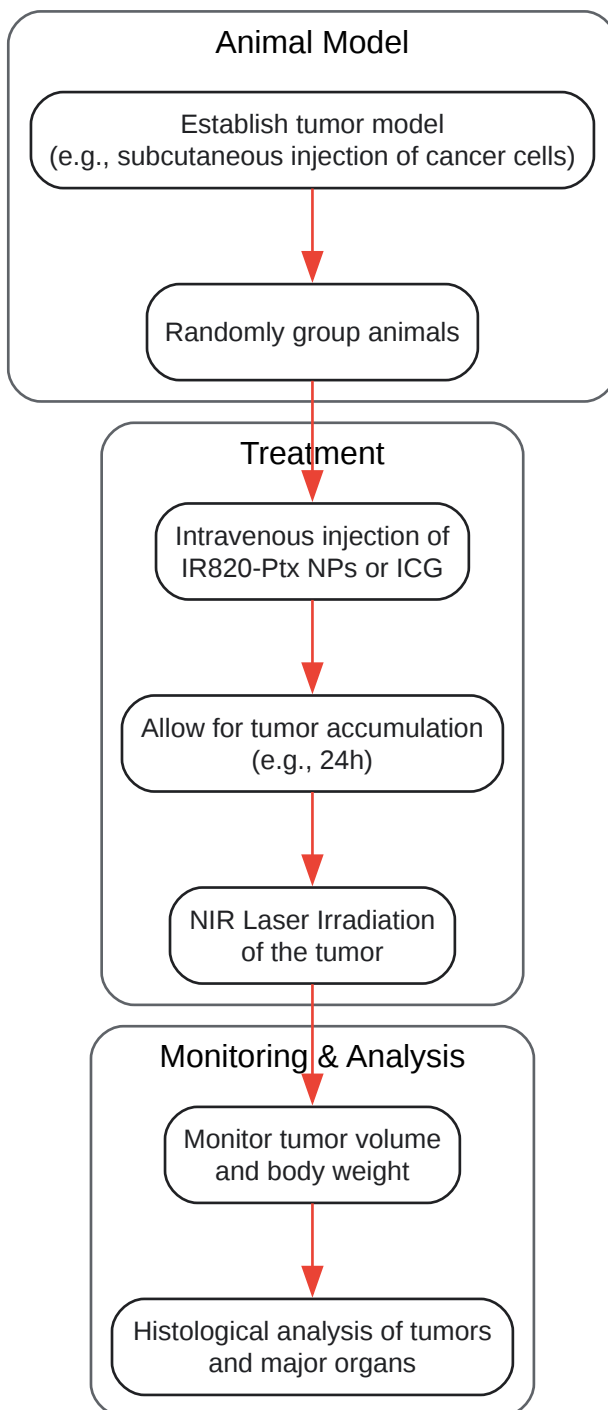 Animal Model
Establish tumor model
(e.g., subcutaneous injection of cancer cells)
Randomly group animals
Treatment
Intravenous injection of
IR820-Ptx NPs or ICG
Allow for tumor accumulation
(e.g., 24h)
NIR Laser Irradiation
of the tumor
Monitoring & Analysis
Monitor tumor volume
and body weight
Histological analysis of tumors
and major organs